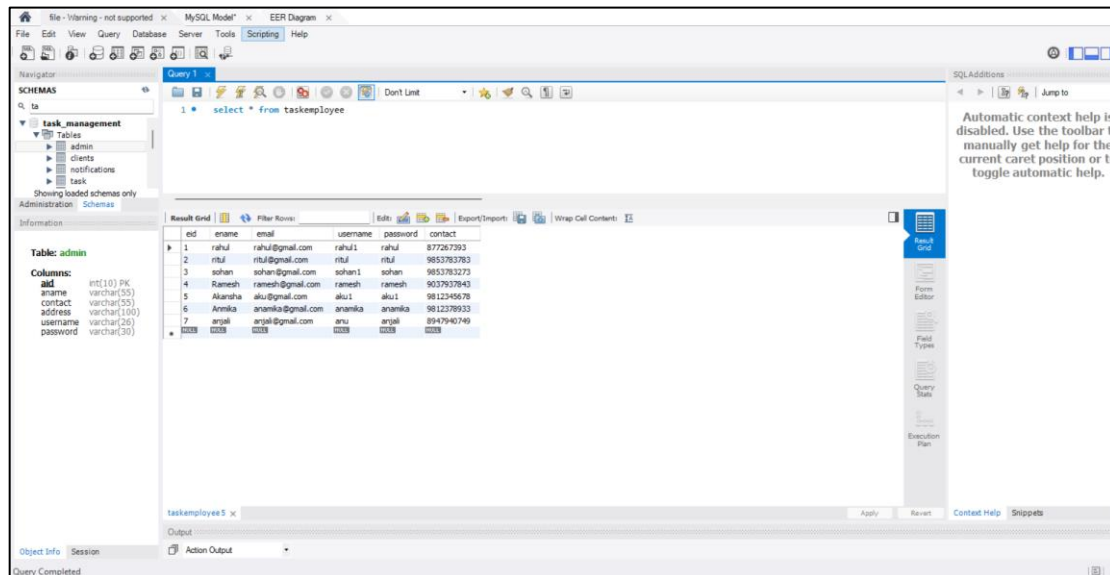 file - Warning - not supported × MySQL Model* × EER Diagram ×
File Edit View Query Database Server Tools Scripting Help
Navigator
SCHEMAS
ta
task_management
Tables
admin
clients
notifications
task
Showing loaded schemas only
Administration Schemas
Information
Table: admin
Columns:
aid int(10) PK
aname varchar(55)
contact varchar(55)
address varchar(100)
username varchar(26)
password varchar(30)
Object Info Session
Query Completed
Query 1 ×
Don't Limit
1 select * from taskemployee
Result Grid Filter Rows: Edit: Export/Import: Wrap Cell Content:
eid ename email username password contact
1 rahul rahul@gmail.com rahul1 rahul 877267393
2 ritul ritul@gmail.com ritul ritul 9853783783
3 sohan sohan@gmail.com sohan1 sohan 9853783273
4 Ramesh ramesh@gmail.com ramesh ramesh 9037937843
5 Akansha aku@gmail.com aku1 aku1 9812345678
6 Anmika anamika@gmail.com anamika anamika 9812378933
7 anjali anjali@gmail.com anu anjali 8947940749
NULL NULL NULL NULL NULL NULL
Result Grid
Form Editor
Field Types
Query Stats
Execution Plan
taskemployee 5 × Apply Revert
Output
Action Output
SQLAdditions
Jump to
Automatic context help is
disabled. Use the toolbar t
manually get help for the
current caret position or t
toggle automatic help.
Context Help Snippets